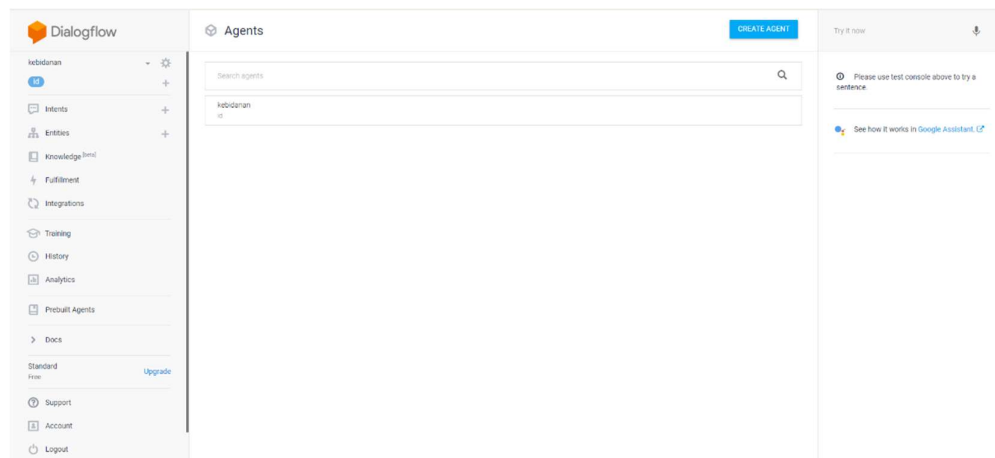 Dialogflow
kebidanan
id
Intents
Entities
Knowledge [beta]
Fulfillment
Integrations
Training
History
Analytics
Prebuilt Agents
Docs
Standard
Free
Upgrade
Support
Account
Logout
Agents
CREATE AGENT
Search agents
kebidanan
id
Try it now
Please use test console above to try a
sentence.
See how it works in Google Assistant.